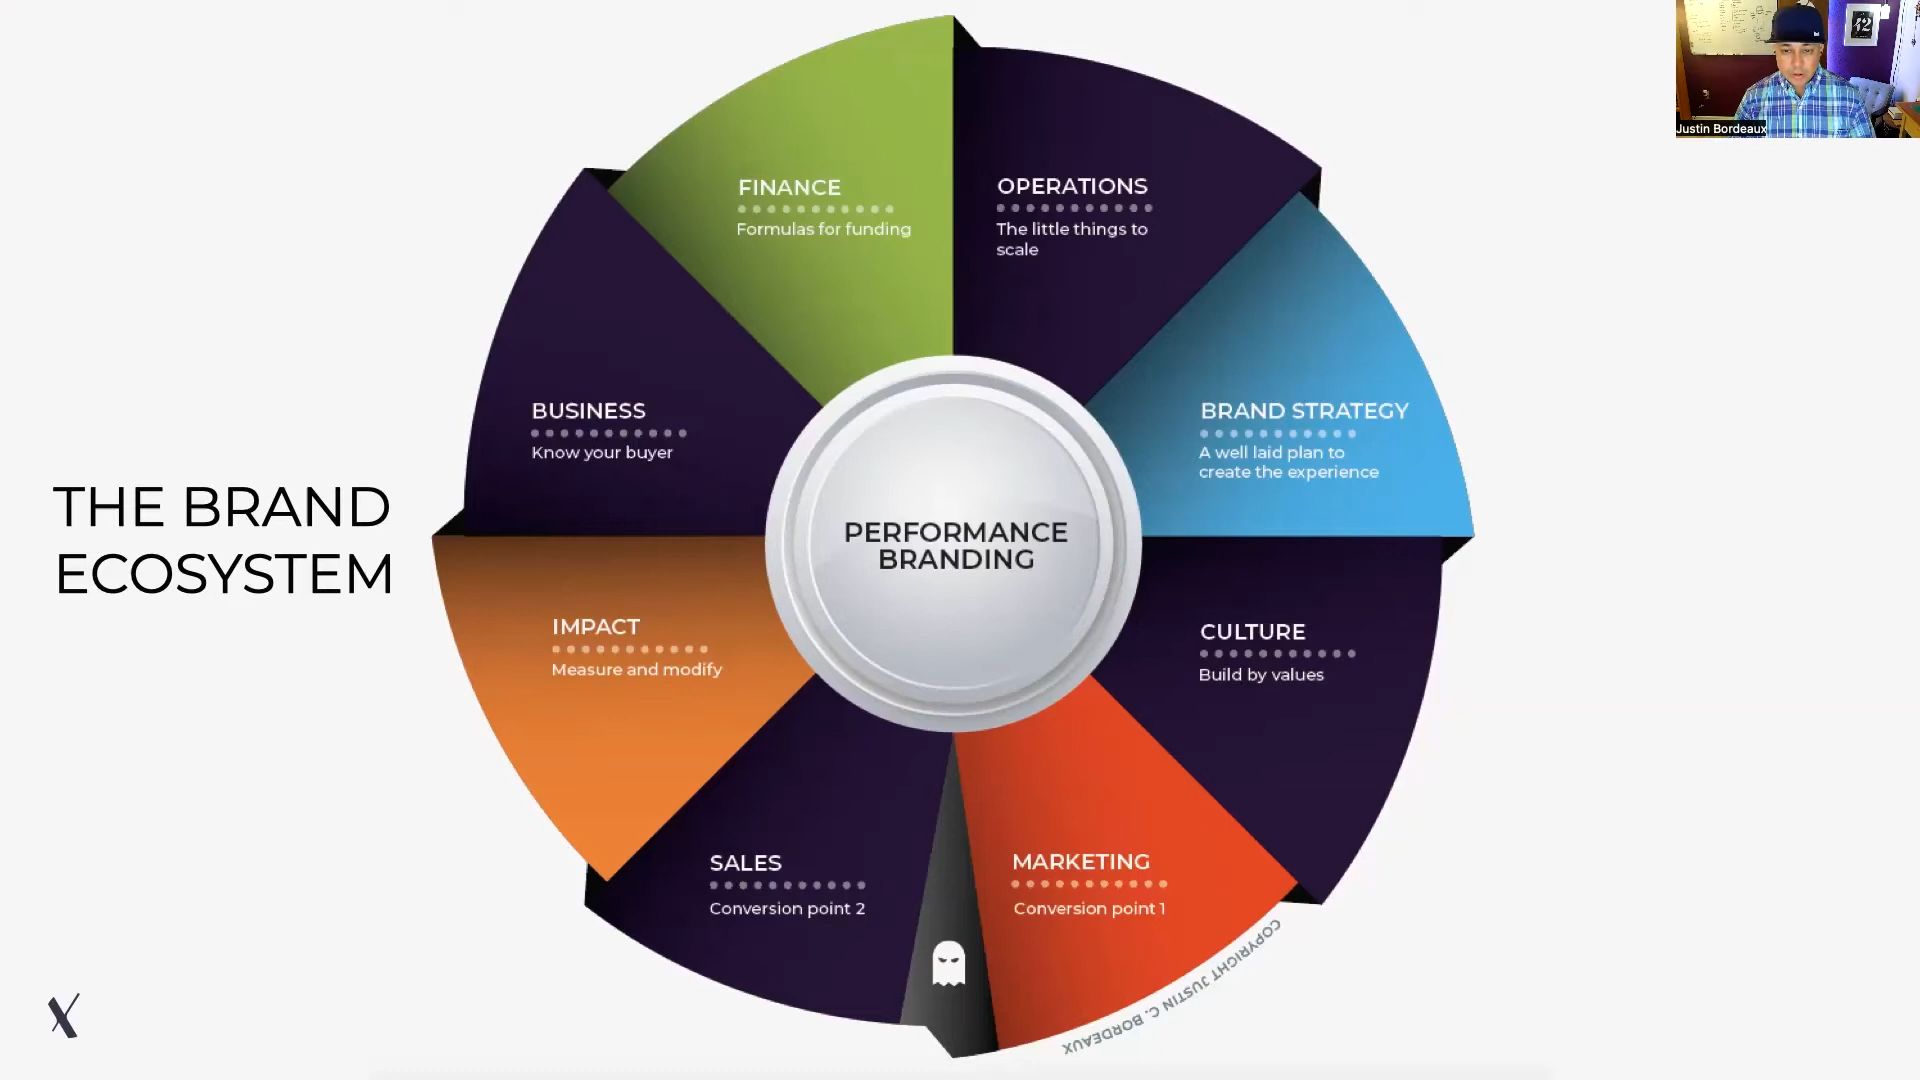 THE BRAND
ECOSYSTEM
FINANCE
Formulas for funding
OPERATIONS
The little things to
scale
BRAND STRATEGY
A well laid plan to
create the experience
CULTURE
Build by values
MARKETING
Conversion point 1
SALES
Conversion point 2
IMPACT
Measure and modify
BUSINESS
Know your buyer
PERFORMANCE
BRANDING
COPYRIGHT JUSTIN C. BORDEAUX
Justin Bordeaux
42